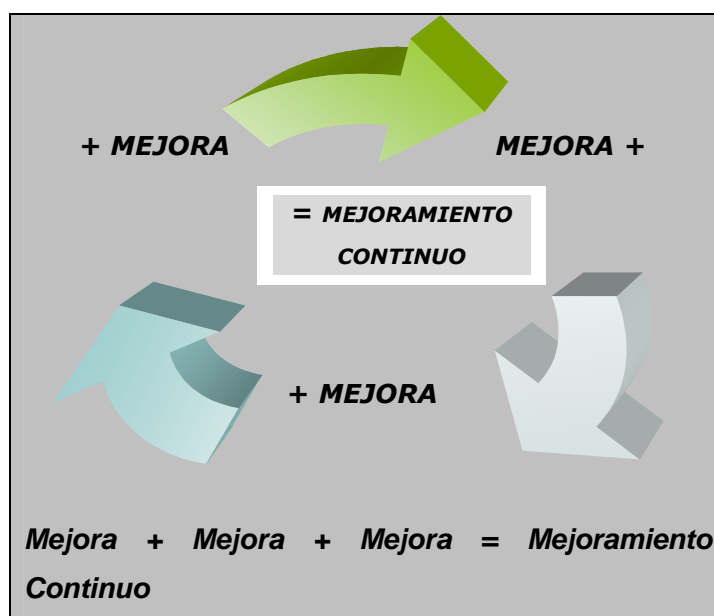 + MEJORA
MEJORA +
= MEJORAMIENTO
CONTINUO
+ MEJORA
Mejora + Mejora + Mejora = Mejoramiento
Continuo